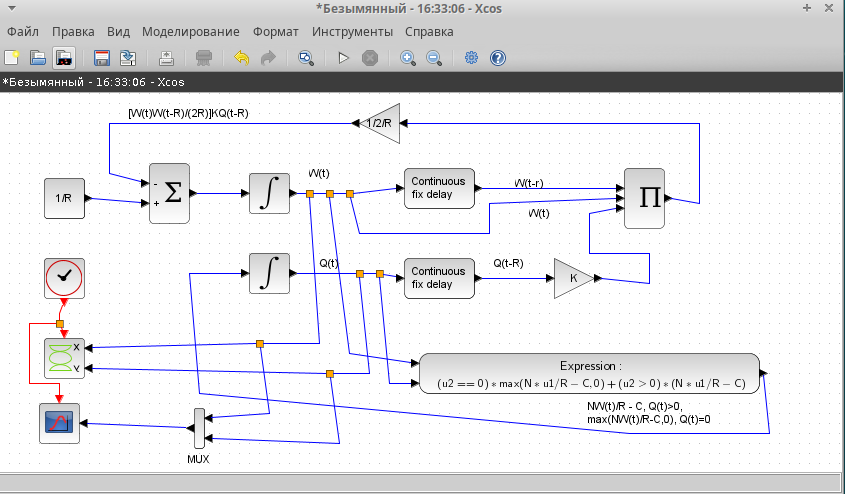 *Безымянный - 16:33:06 - Xcos
Файл Правка Вид Моделирование Формат Инструменты Справка
*Безымянный - 16:33:06 - Xcos
[W(t)W(t-R)/(2R)]KQ(t-R)
1/2/R
W(t)
Continuous
fix delay
W(t-r)
1/R
-
+
Σ
∫
Π
W(t)
Q(t)
∫
Continuous
fix delay
Q(t-R)
K
X
Y
Expression :
(u2 == 0) * max(N * u1/R − C, 0) + (u2 > 0) * (N * u1/R − C)
NW(t)/R - C, Q(t)>0,
max(NW(t)/R-C,0), Q(t)=0
MUX